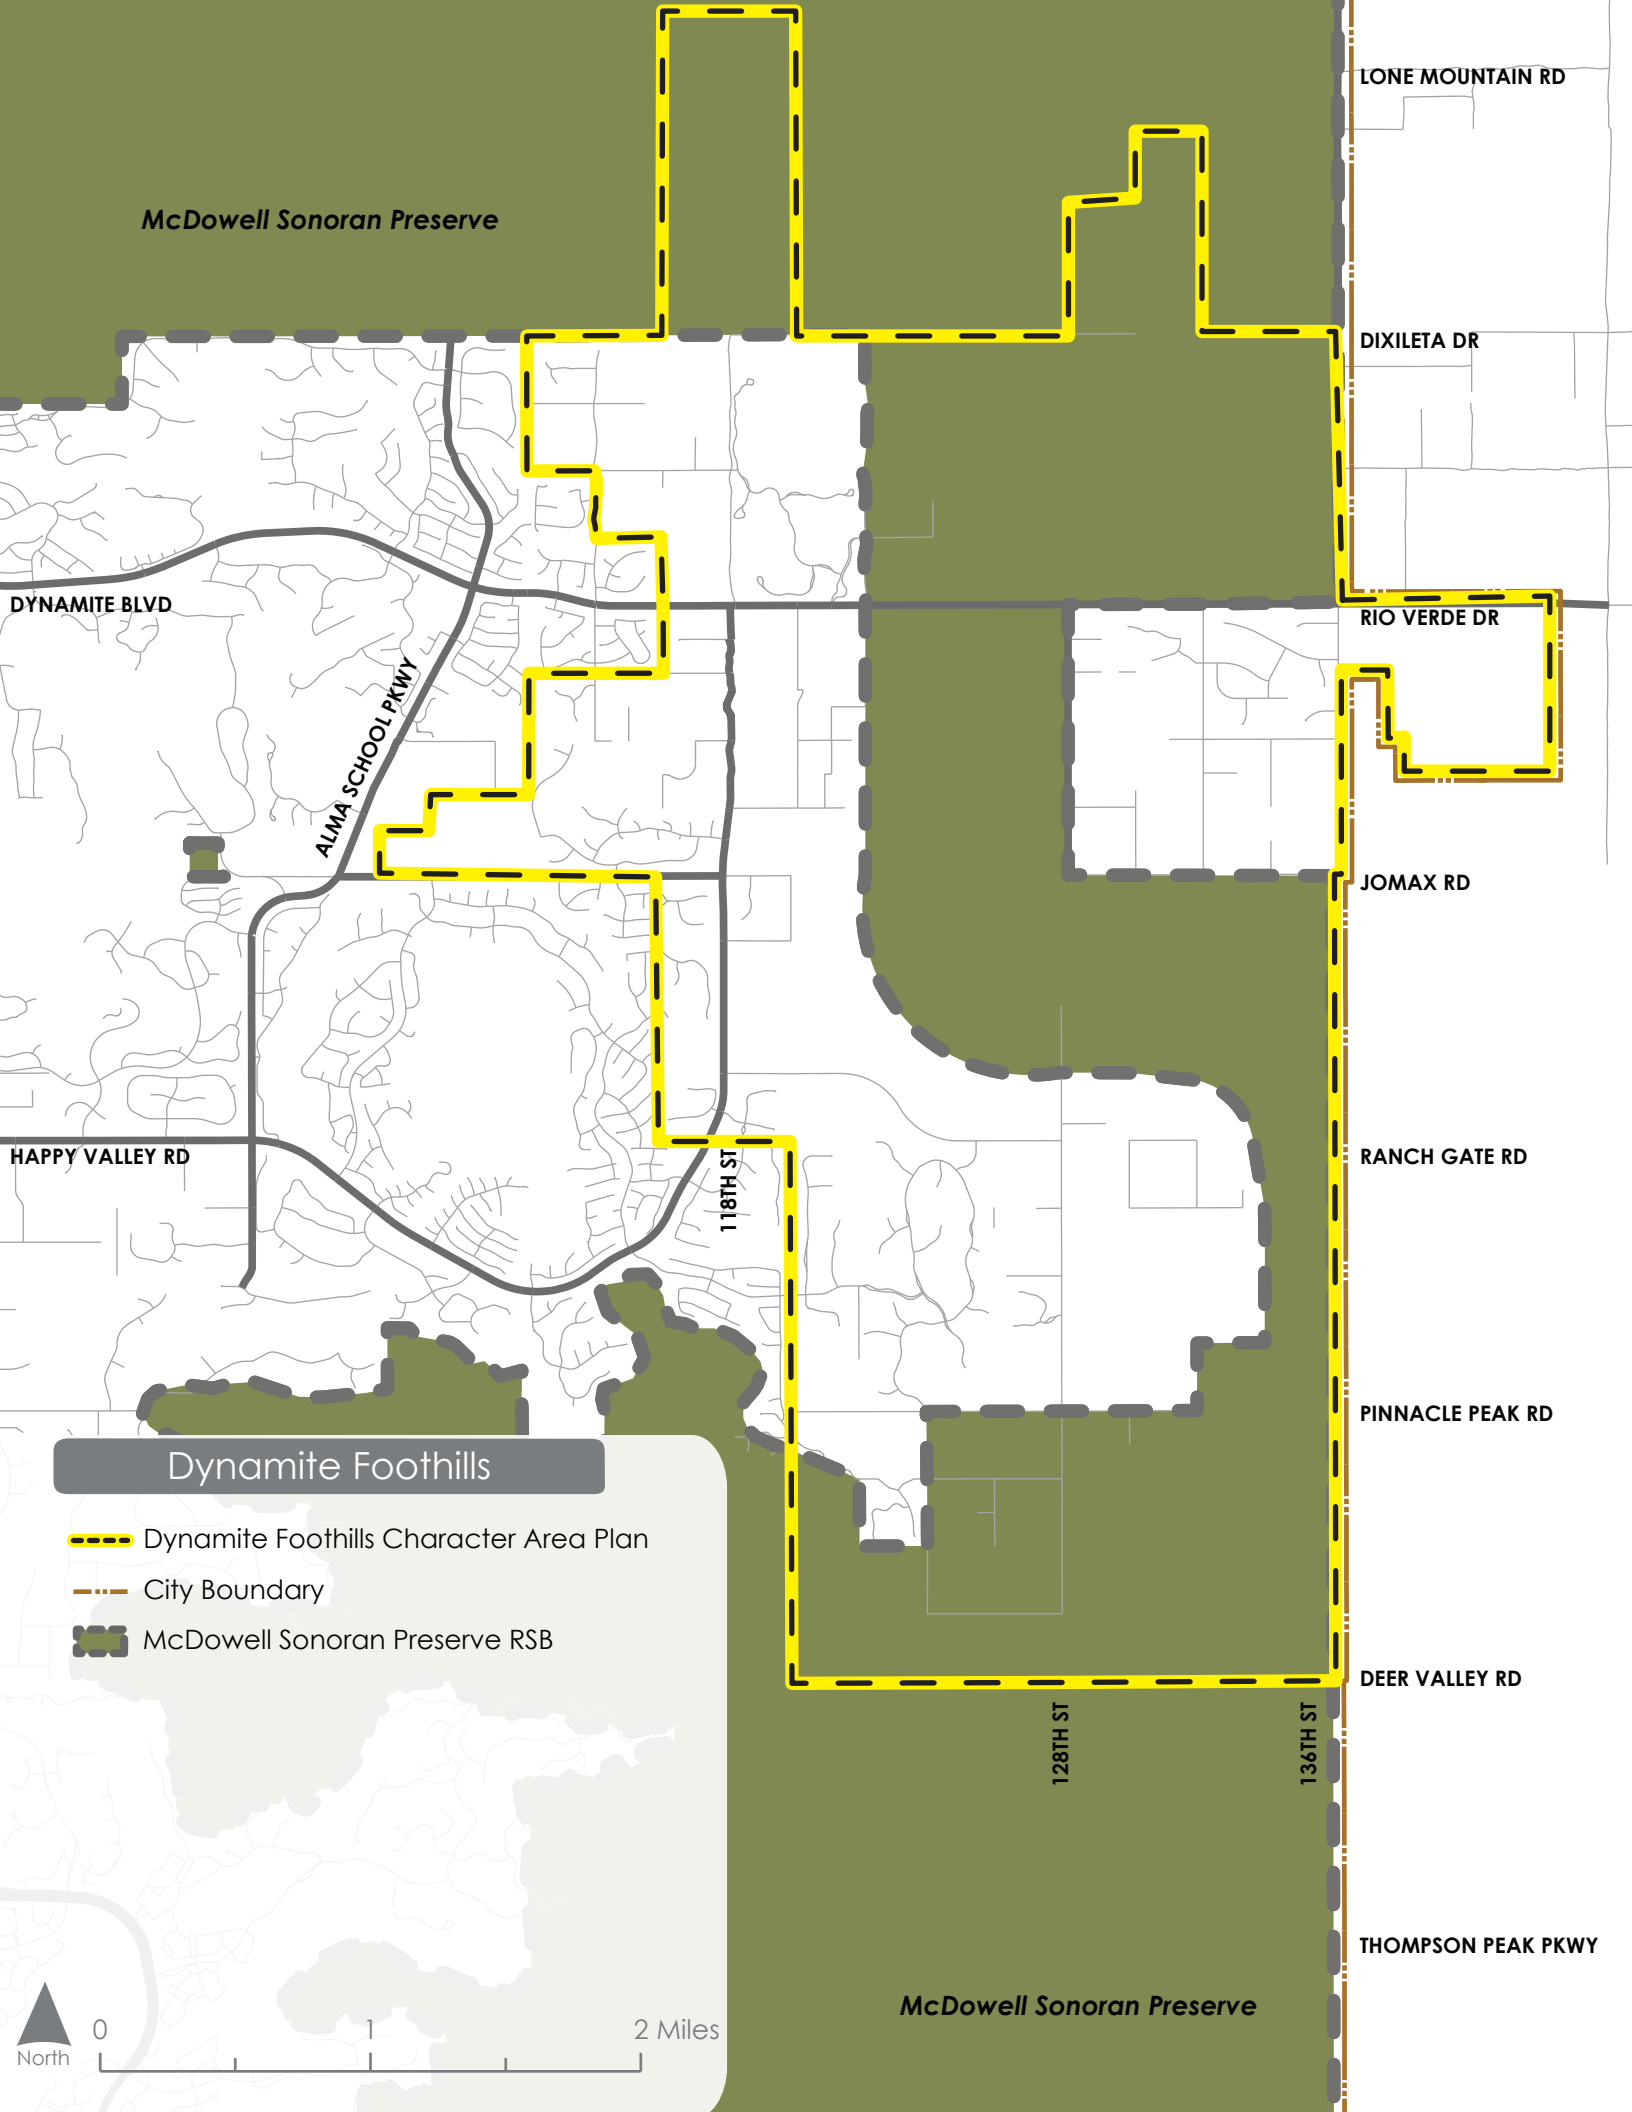 LONE MOUNTAIN RD
McDowell Sonoran Preserve
DIXILETA DR
DYNAMITE BLVD
RIO VERDE DR
ALMA SCHOOL PKWY
JOMAX RD
HAPPY VALLEY RD
118TH ST
RANCH GATE RD
PINNACLE PEAK RD
Dynamite Foothills
Dynamite Foothills Character Area Plan
City Boundary
McDowell Sonoran Preserve RSB
DEER VALLEY RD
128TH ST
136TH ST
THOMPSON PEAK PKWY
McDowell Sonoran Preserve
0 1 2 Miles
North